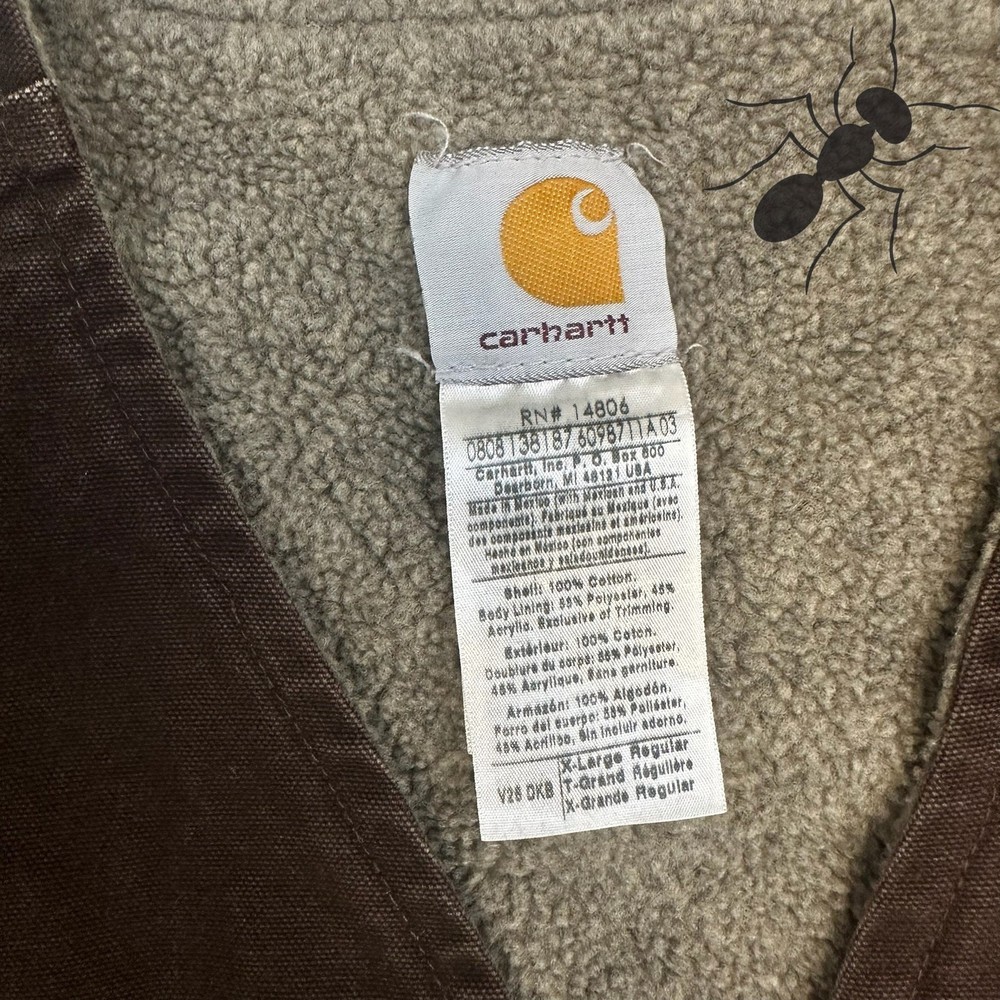 carhartt
RN# 14806
0808 138187 6098711A 03
Carhartt, Inc, P. O. Box 600
Dearborn, MI 48121 USA
Made in Mexico (with Mexican and U.S.A.
components). Fabriqué en Mexique (avec
des composants mexicains et américains).
Hecho en México (con componentes
mexicanos y estadounidenses).
Shell: 100% Cotton.
Body Lining: 55% Polyester, 45%
Acrylic. Exclusive of Trimming.
Extérieur: 100% Coton.
Doublure du corps: 55% Polyester,
45% Acrylique, Sans garniture.
Armazón: 100% Algodón.
Forro del cuerpo: 55% Poliéster,
45% Acrílico, Sin incluir adorno.
V26 DKB
X-Large Regular
T-Grand Régulière
X-Grande Regular